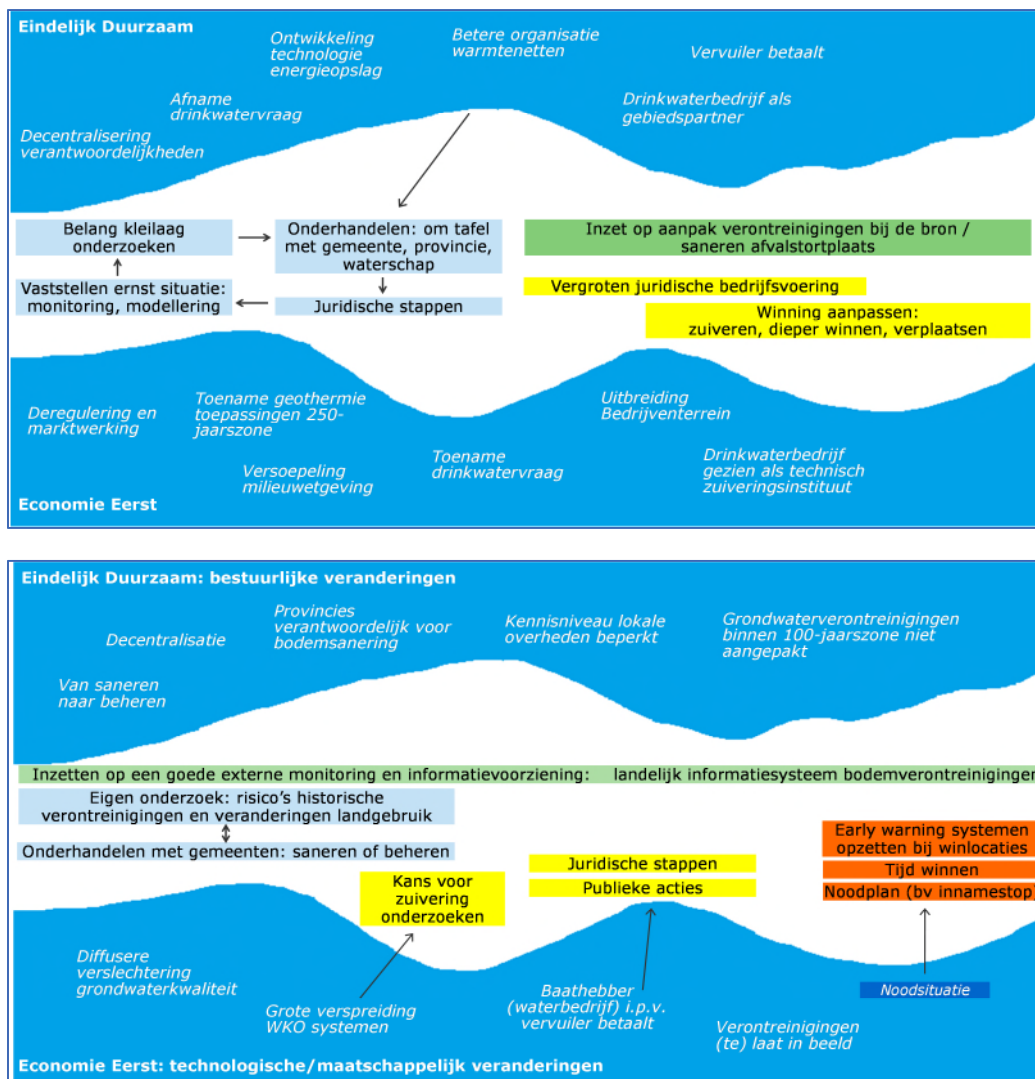 Eindelijk Duurzaam
Ontwikkeling
technologie
energieopslag
Betere organisatie
warmtenetten
Vervuiler betaalt
Afname
drinkwatervraag
Drinkwaterbedrijf als
gebiedspartner
Decentralisering
verantwoordelijkheden
Belang kleilaag
onderzoeken
Onderhandelen: om tafel
met gemeente, provincie,
waterschap
Inzet op aanpak verontreinigingen bij de bron /
saneren afvalstortplaats
Vaststellen ernst situatie:
monitoring, modellering
Juridische stappen
Vergroten juridische bedrijfsvoering
Winning aanpassen:
zuiveren, dieper winnen, verplaatsen
Deregulering en
marktwerking
Toename geothermie
toepassingen 250-
jaarszone
Uitbreiding
Bedrijventerrein
Versoepeling
milieuwetgeving
Toename
drinkwatervraag
Drinkwaterbedrijf
gezien als technisch
zuiveringsinstituut
Economie Eerst
Eindelijk Duurzaam: bestuurlijke veranderingen
Decentralisatie
Provincies
verantwoordelijk voor
bodemsanering
Kennisniveau lokale
overheden beperkt
Grondwaterverontreinigingen
binnen 100-jaarszone niet
aangepakt
Van saneren
naar beheren
Inzetten op een goede externe monitoring en informatievoorziening: landelijk informatiesysteem bodemverontreinigingen
Eigen onderzoek: risico's historische
verontreinigingen en veranderingen landgebruik
Onderhandelen met gemeenten: saneren of beheren
Kans voor
zuivering
onderzoeken
Juridische stappen
Publieke acties
Early warning systemen
opzetten bij winlocaties
Tijd winnen
Noodplan (bv innamestop)
Diffusere
verslechtering
grondwaterkwaliteit
Grote verspreiding
WKO systemen
Baathebber
(waterbedrijf) i.p.v.
vervuiler betaalt
Noodsituatie
Verontreinigingen
(te) laat in beeld
Economie Eerst: technologische/maatschappelijk veranderingen